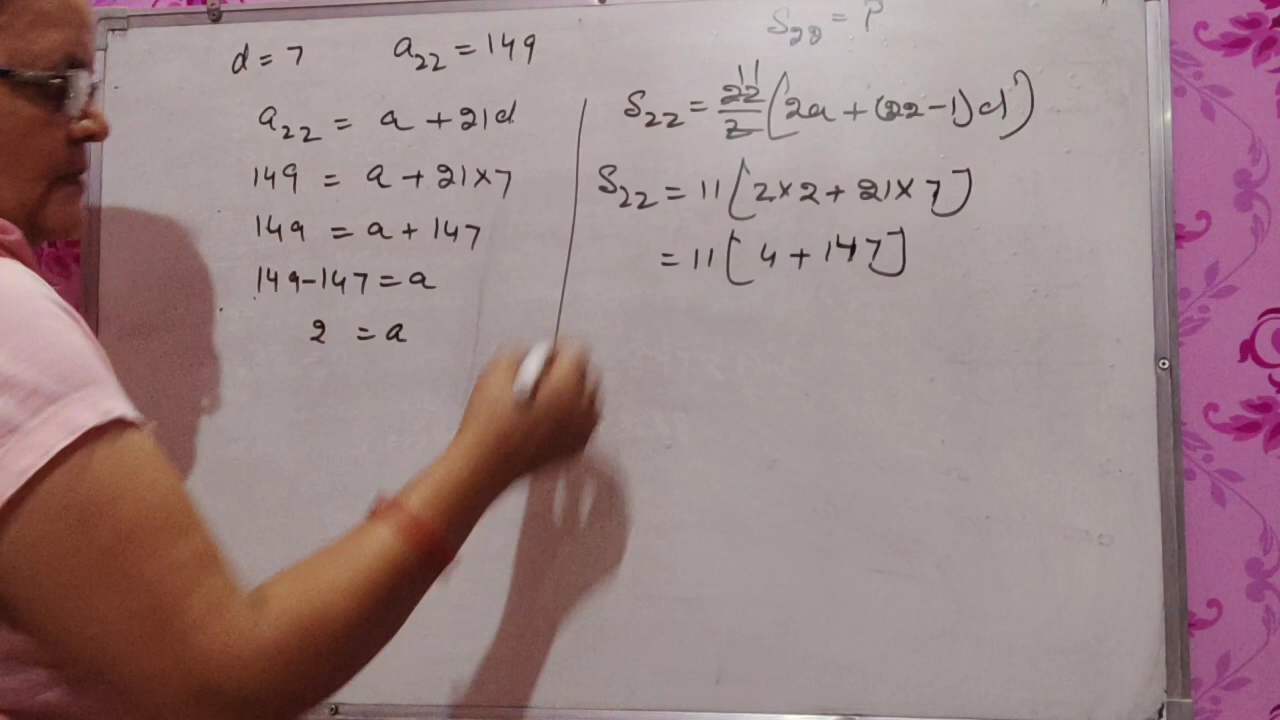 d = 7 a₂₂ = 149
a₂₂ = a + 21d
149 = a + 21×7
149 = a + 147
149-147 = a
2 = a
S₂₂ = ?
S₂₂ = 22/2 11 (2a + (22-1)d)
S₂₂ = 11 [2×2 + 21×7]
= 11 [4 + 147]